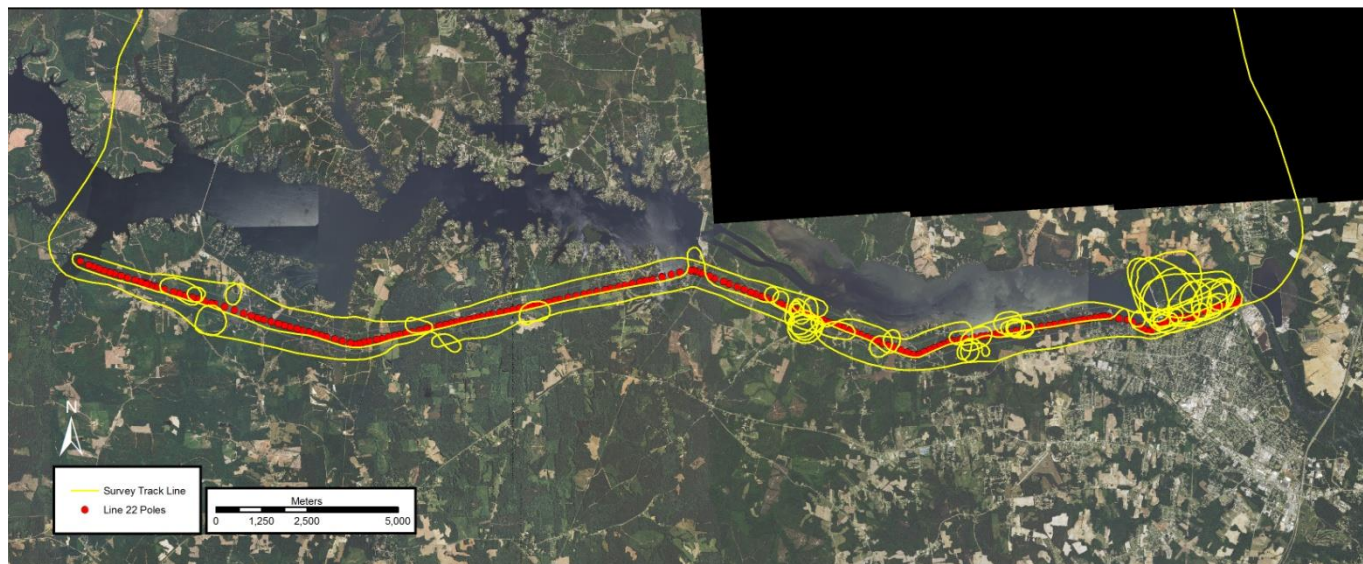 N
Survey Track Line
Line 22 Poles
Meters
0 1,250 2,500 5,000